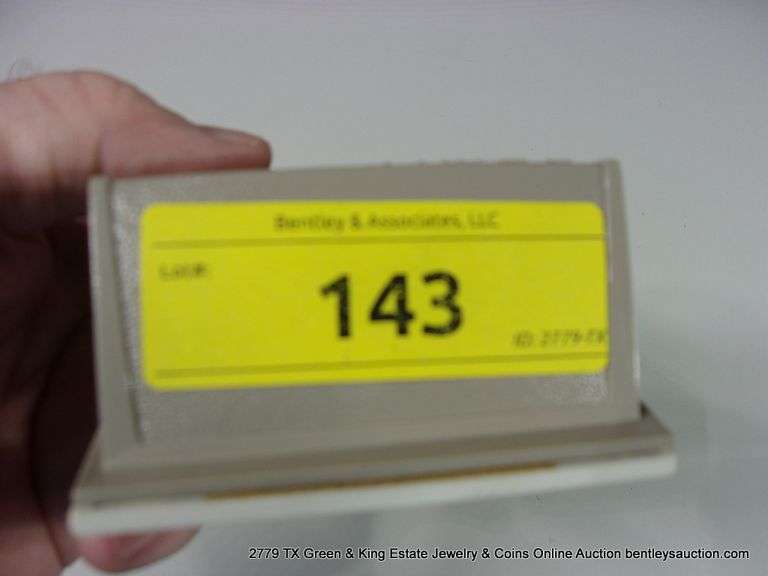 Bentley & Associates, LLC
Lot#:
143
ID: 2779-TX
2779 TX Green & King Estate Jewelry & Coins Online Auction bentleysauction.com